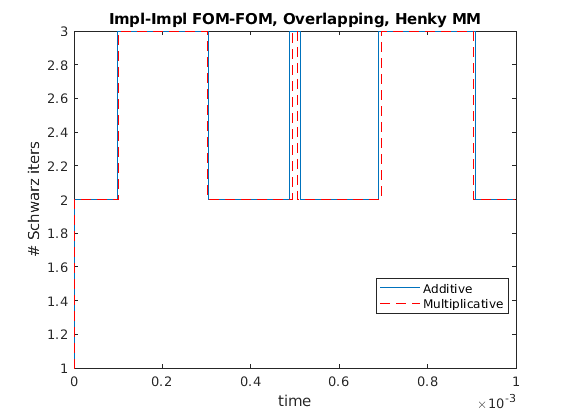 Impl-Impl FOM-FOM, Overlapping, Henky MM
# Schwarz iters
3
2.8
2.6
2.4
2.2
2
1.8
1.6
1.4
1.2
1
Additive
Multiplicative
0 0.2 0.4 0.6 0.8 1
time
×10⁻³